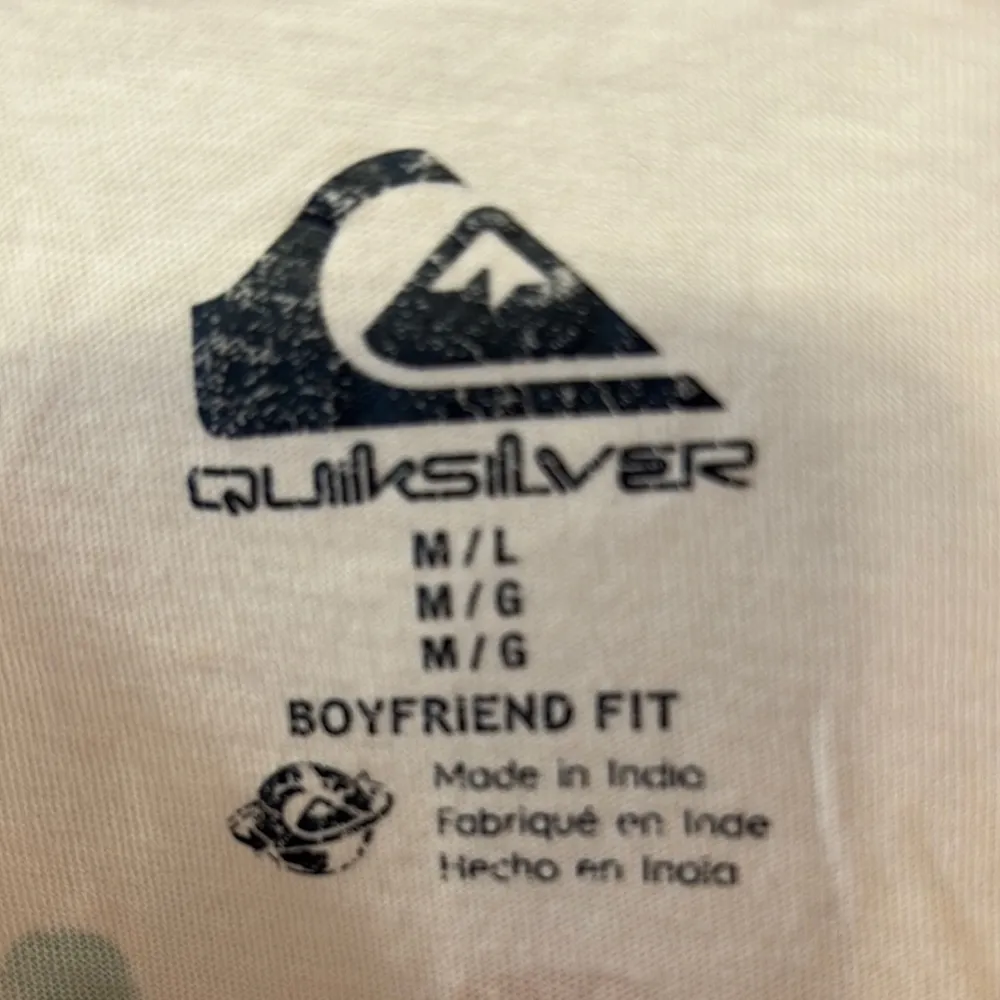 QUIKSILVER
M / L
M / G
M / G
BOYFRIEND FIT
Made in India
Fabriqué en Inde
Hecho en India